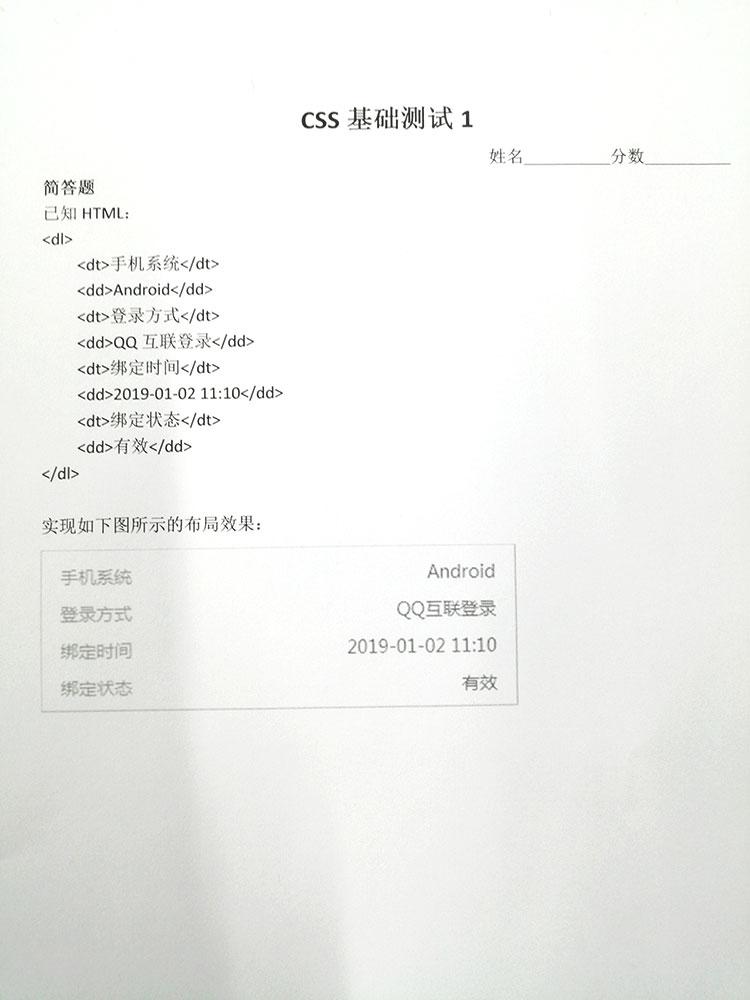 CSS 基础测试 1
姓名__________分数__________
简答题
已知 HTML：
<dl>
<dt>手机系统</dt>
<dd>Android</dd>
<dt>登录方式</dt>
<dd>QQ 互联登录</dd>
<dt>绑定时间</dt>
<dd>2019-01-02 11:10</dd>
<dt>绑定状态</dt>
<dd>有效</dd>
</dl>
实现如下图所示的布局效果：
手机系统 Android
登录方式 QQ互联登录
绑定时间 2019-01-02 11:10
绑定状态 有效